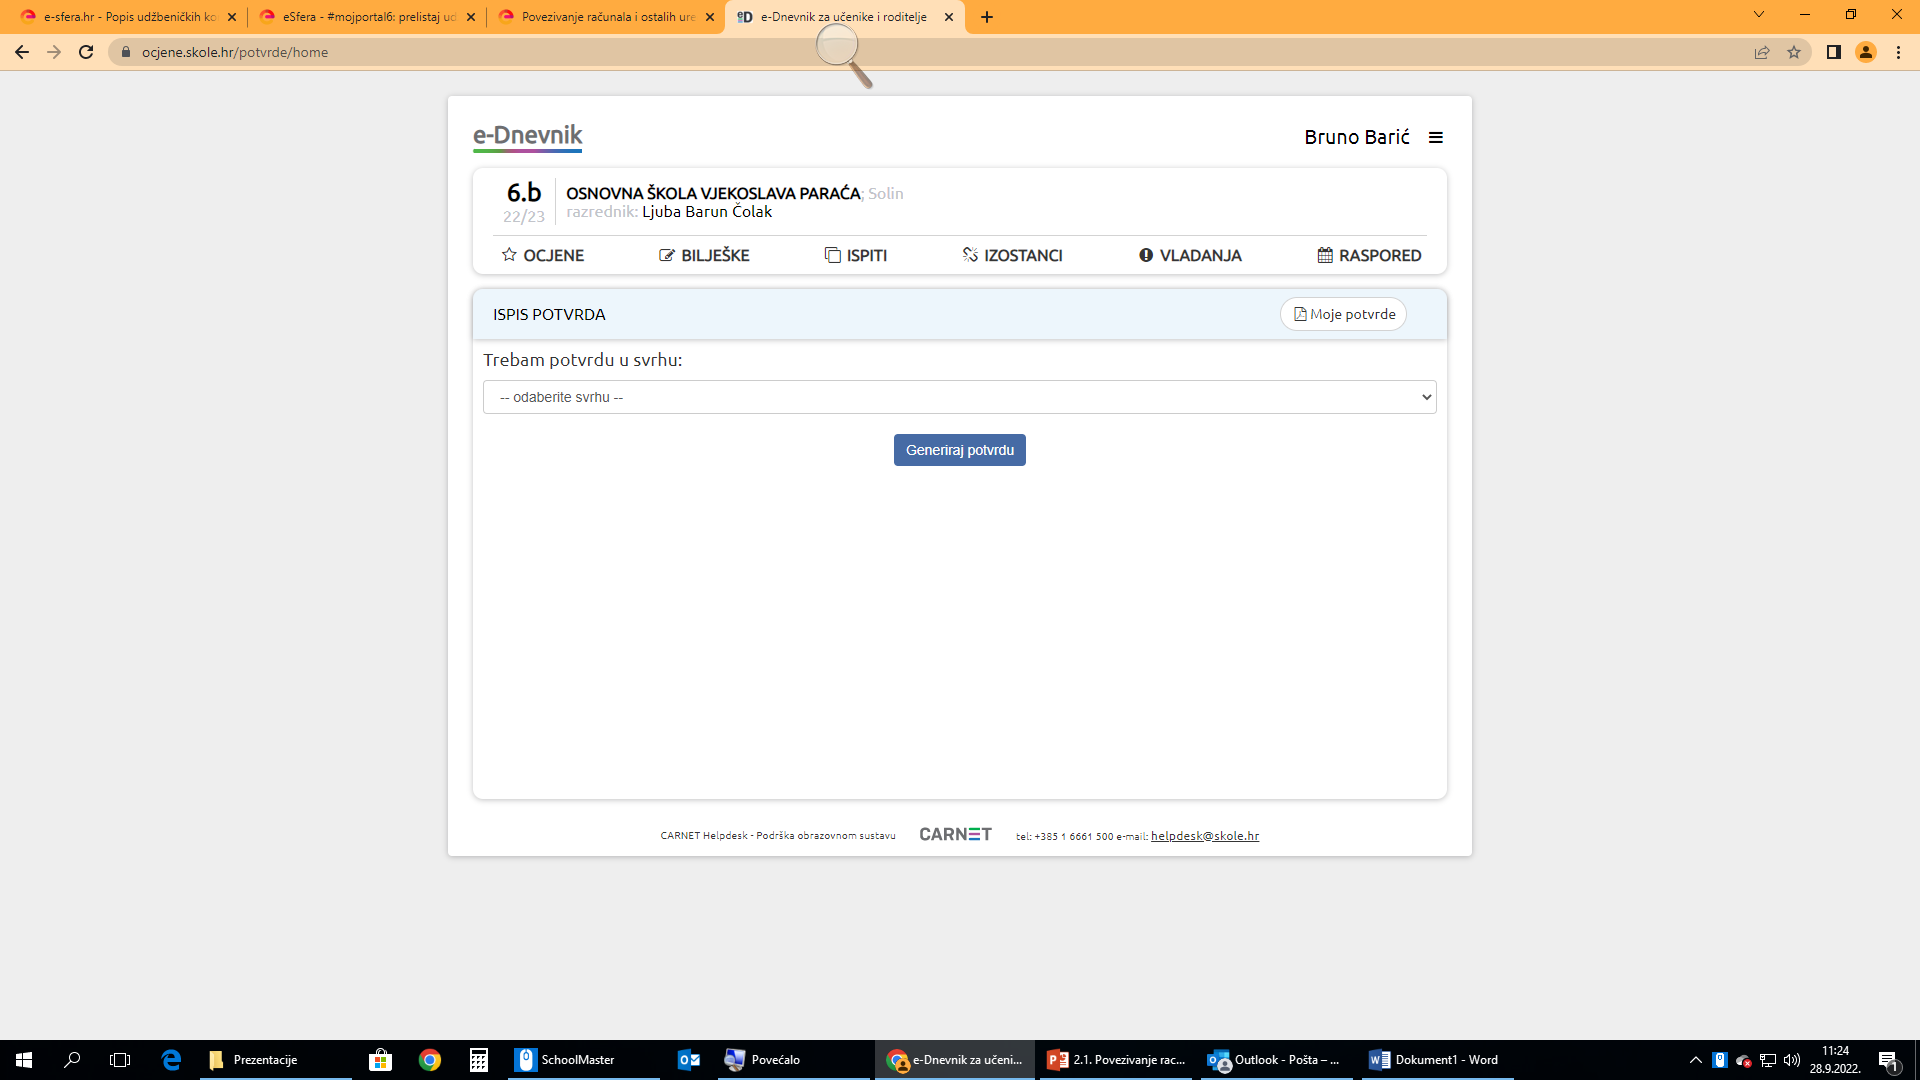 e-sfera.hr - Popis udžbeničkih ko
eSfera - #mojportal6: prelistaj ud
Povezivanje računala i ostalih ure
e-Dnevnik za učenike i roditelje
ocjene.skole.hr/potvrde/home
e-Dnevnik
Bruno Barić
6.b
22/23
OSNOVNA ŠKOLA VJEKOSLAVA PARAĆA; Solin
razrednik: Ljuba Barun Čolak
OCJENE
BILJEŠKE
ISPITI
IZOSTANCI
VLADANJA
RASPORED
ISPIS POTVRDA
Moje potvrde
Trebam potvrdu u svrhu:
-- odaberite svrhu --
Generiraj potvrdu
CARNET Helpdesk - Podrška obrazovnom sustavu
CARNET
tel: +385 1 6661 500 e-mail: helpdesk@skole.hr
Prezentacije
SchoolMaster
Povećalo
e-Dnevnik za učeni...
2.1. Povezivanje rac...
Outlook - Pošta – ...
Dokument1 - Word
11:24
28.9.2022.
1